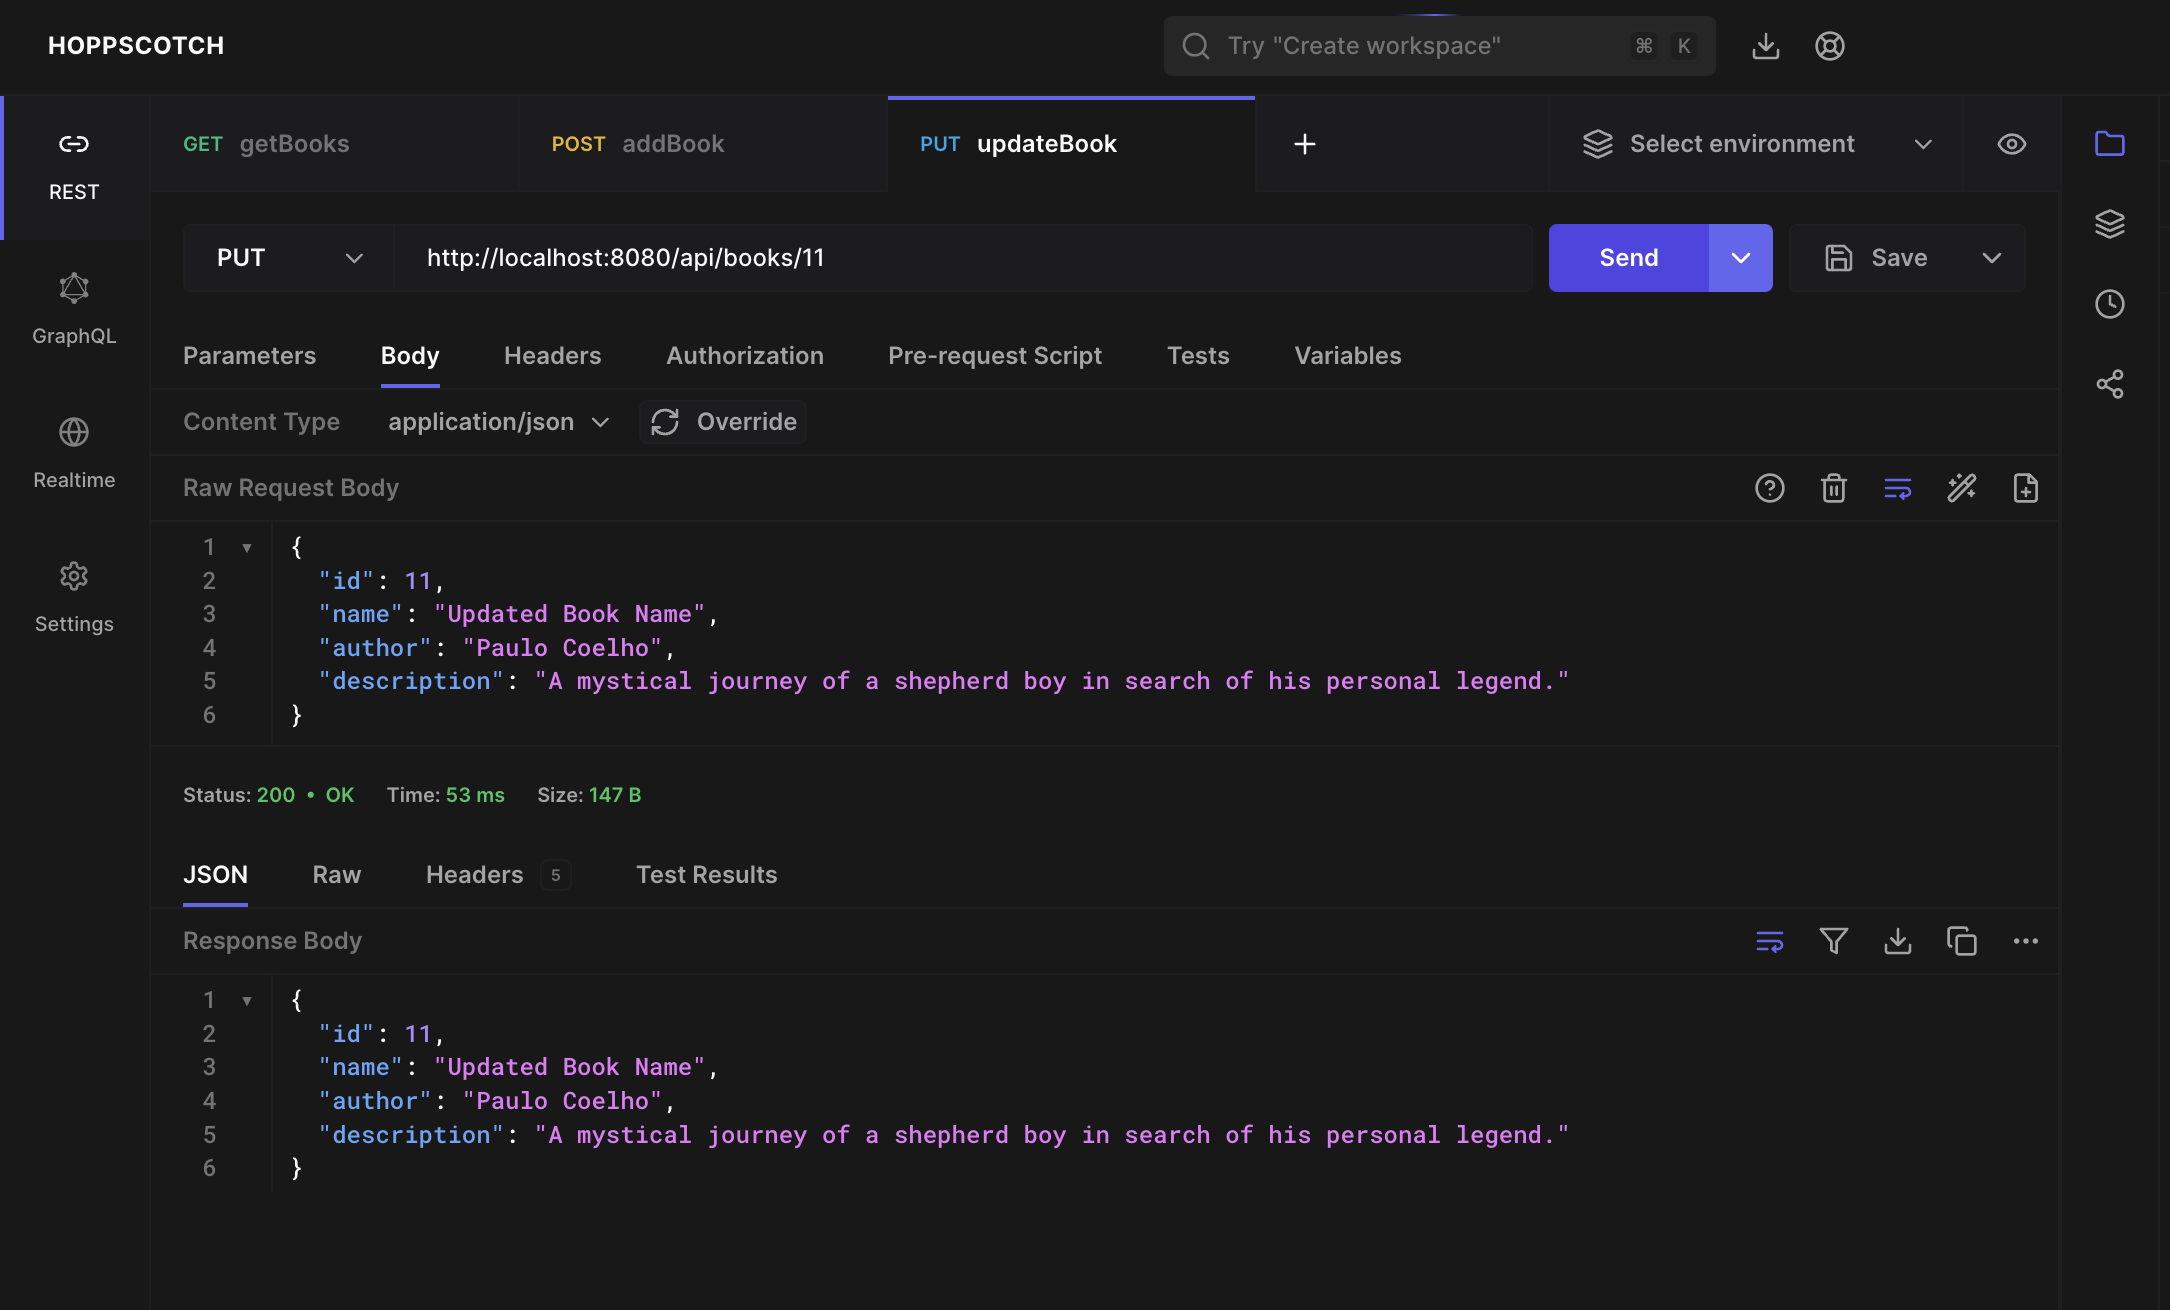 HOPPSCOTCH
Try "Create workspace"
⌘ K
REST
GraphQL
Realtime
Settings
GET getBooks
POST addBook
PUT updateBook
Select environment
PUT
http://localhost:8080/api/books/11
Send
Save
Parameters
Body
Headers
Authorization
Pre-request Script
Tests
Variables
Content Type
application/json
Override
Raw Request Body
1 {
2 "id": 11,
3 "name": "Updated Book Name",
4 "author": "Paulo Coelho",
5 "description": "A mystical journey of a shepherd boy in search of his personal legend."
6 }
Status: 200 • OK
Time: 53 ms
Size: 147 B
JSON
Raw
Headers 5
Test Results
Response Body
1 {
2 "id": 11,
3 "name": "Updated Book Name",
4 "author": "Paulo Coelho",
5 "description": "A mystical journey of a shepherd boy in search of his personal legend."
6 }